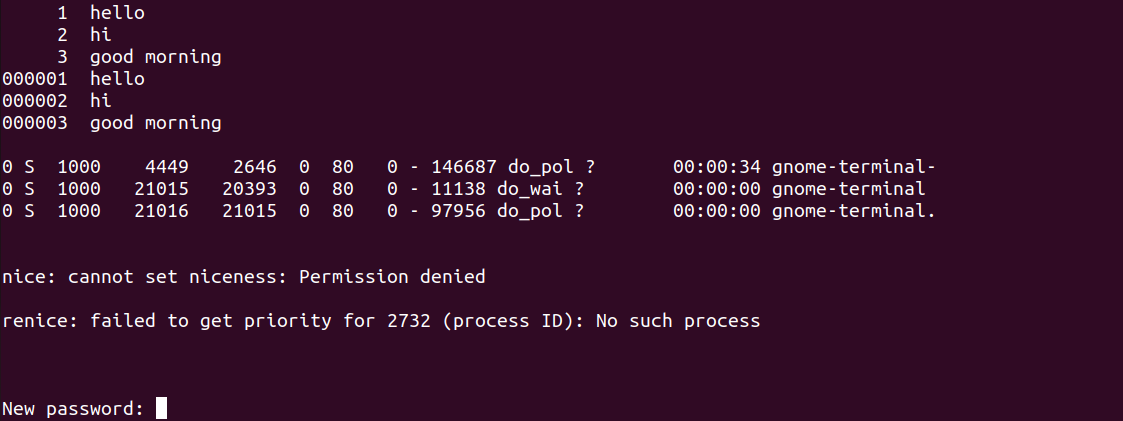 1  hello
     2  hi
     3  good morning
000001  hello
000002  hi
000003  good morning
0 S  1000    4449    2646  0  80   0 - 146687 do_pol ?       00:00:34 gnome-terminal-
0 S  1000   21015   20393  0  80   0 - 11138 do_wai ?        00:00:00 gnome-terminal
0 S  1000   21016   21015  0  80   0 - 97956 do_pol ?        00:00:00 gnome-terminal.
nice: cannot set niceness: Permission denied
renice: failed to get priority for 2732 (process ID): No such process
New password: